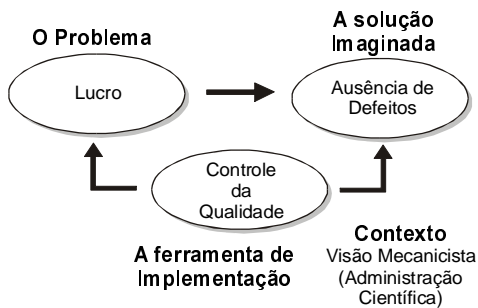 O Problema
Lucro
A solução
Imaginada
Ausência de
Defeitos
Controle
da
Qualidade
A ferramenta de
Implementação
Contexto
Visão Mecanicista
(Administração
Científica)